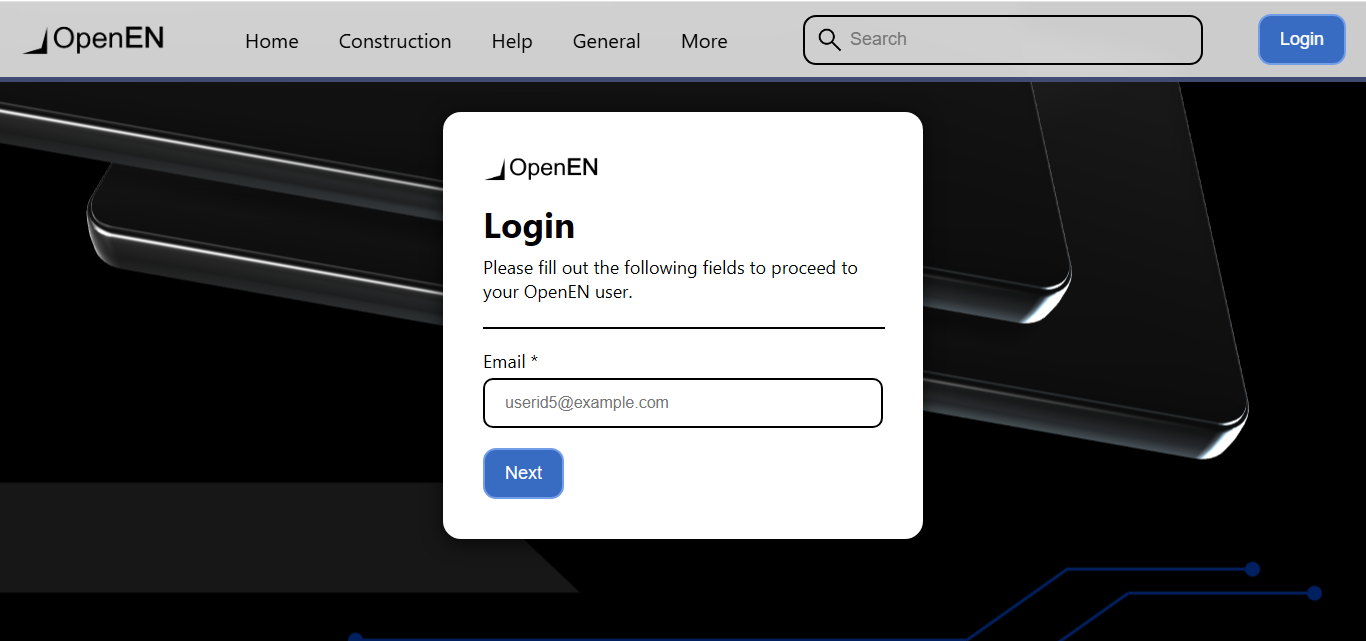 OpenEN
Home
Construction
Help
General
More
Search
Login
OpenEN
Login
Please fill out the following fields to proceed to
your OpenEN user.
Email *
userid5@example.com
Next